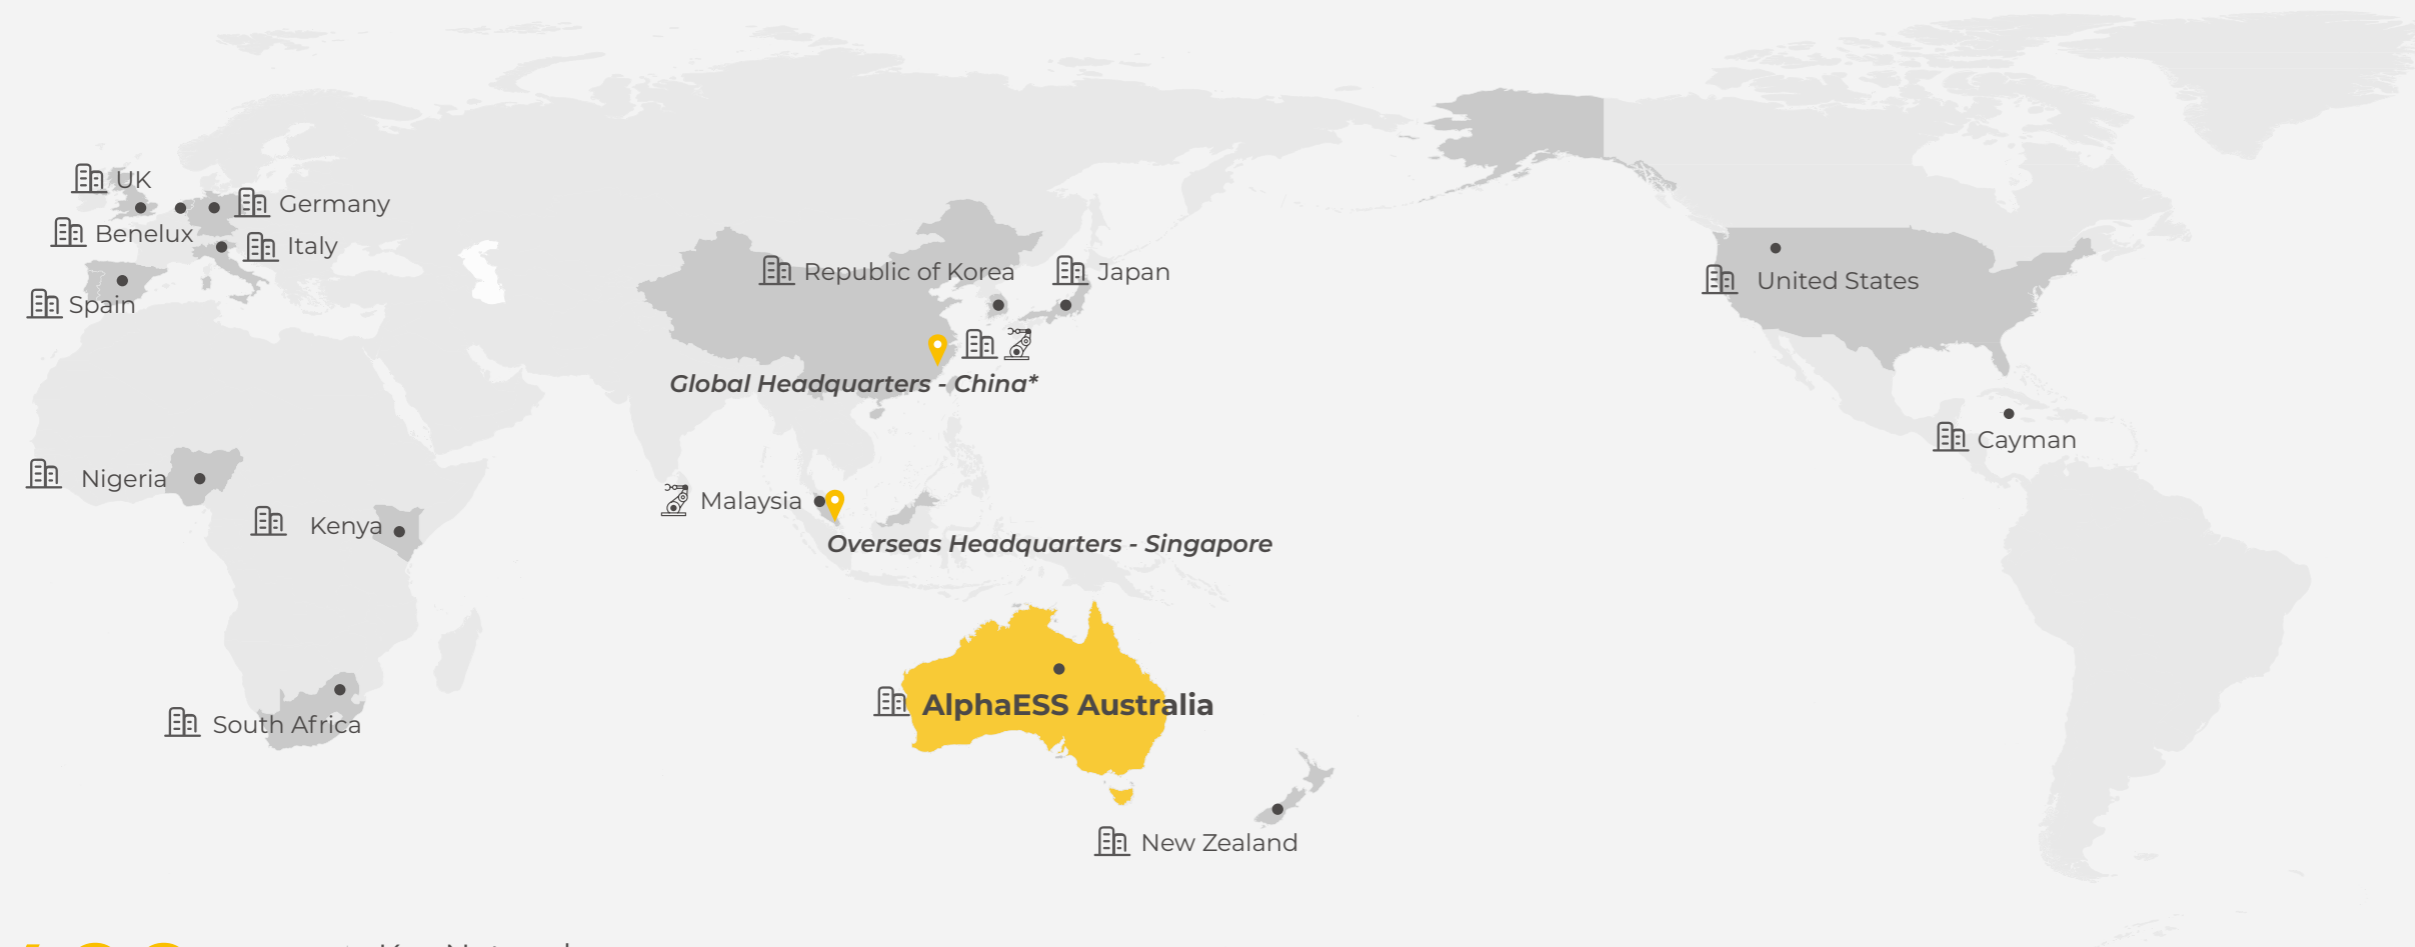 UK
Germany
Benelux
Italy
Spain
Republic of Korea
Japan
United States
Global Headquarters - China*
Cayman
Nigeria
Malaysia
Kenya
Overseas Headquarters - Singapore
AlphaESS Australia
South Africa
New Zealand